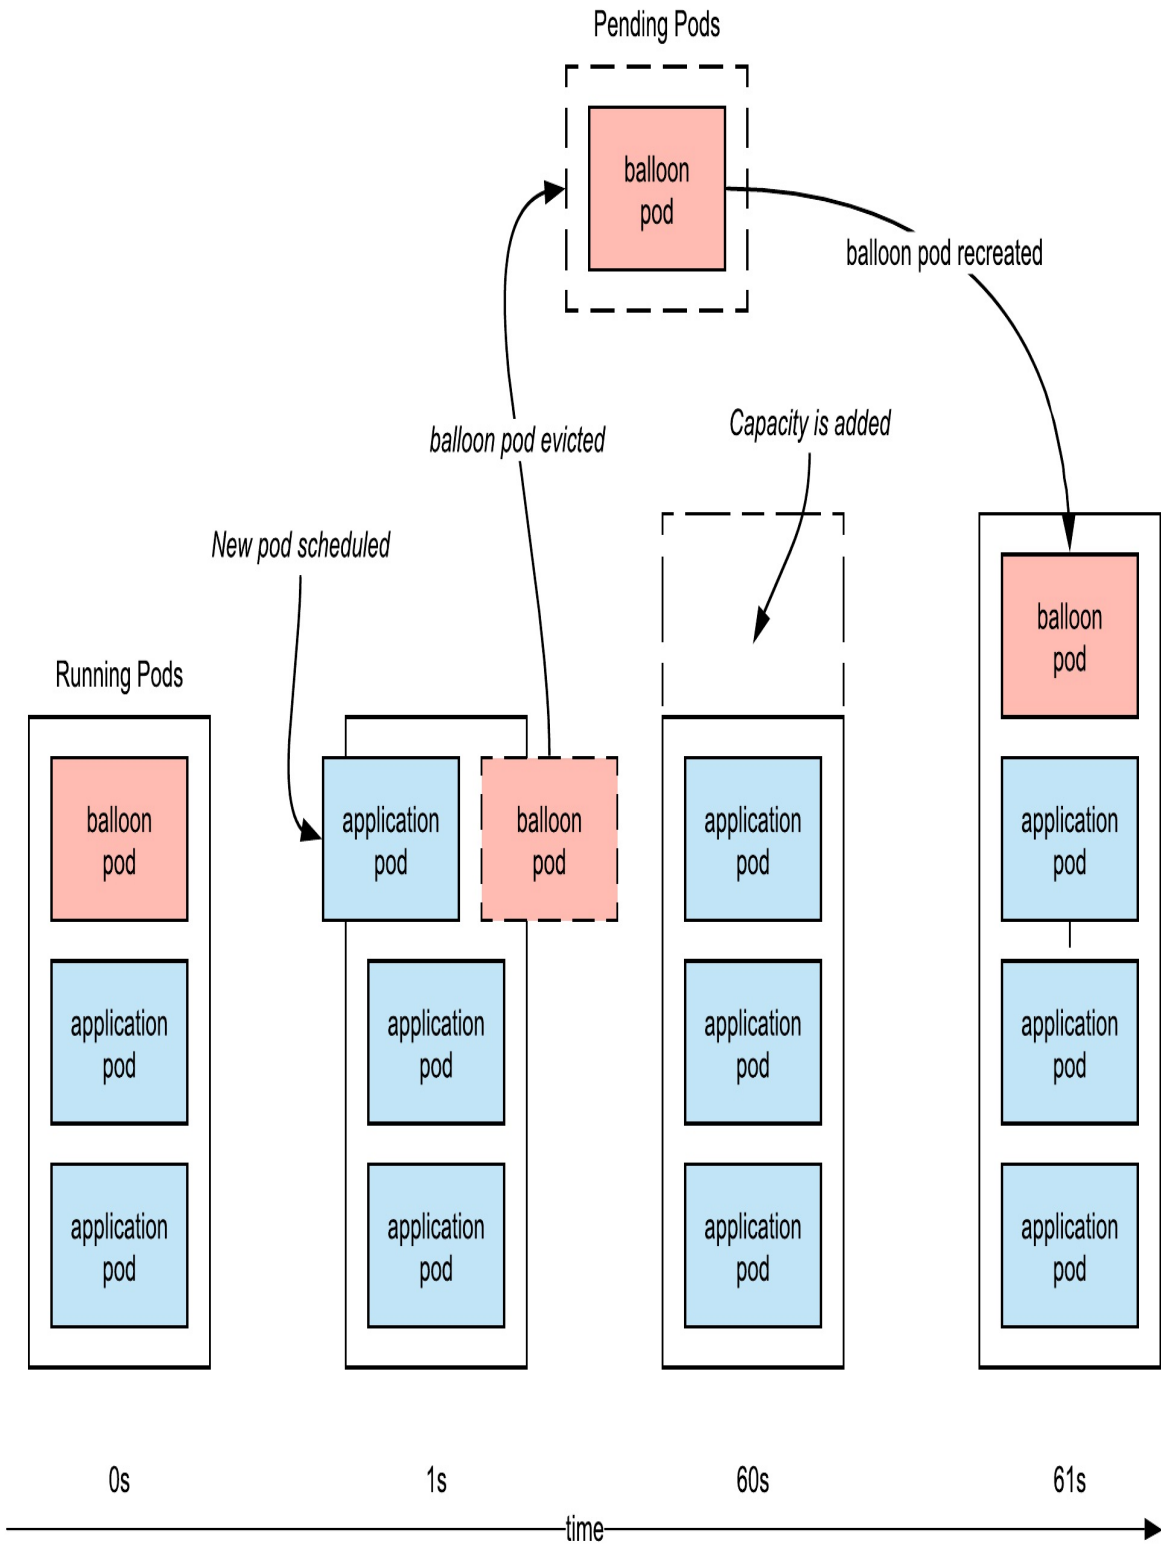 Pending Pods
balloon
pod
balloon pod recreated
Capacity is added
balloon pod evicted
New pod scheduled
Running Pods
balloon
pod
application
pod
application
pod
application
pod
balloon
pod
application
pod
application
pod
application
pod
application
pod
application
pod
balloon
pod
application
pod
application
pod
application
pod
0s
1s
60s
61s
time